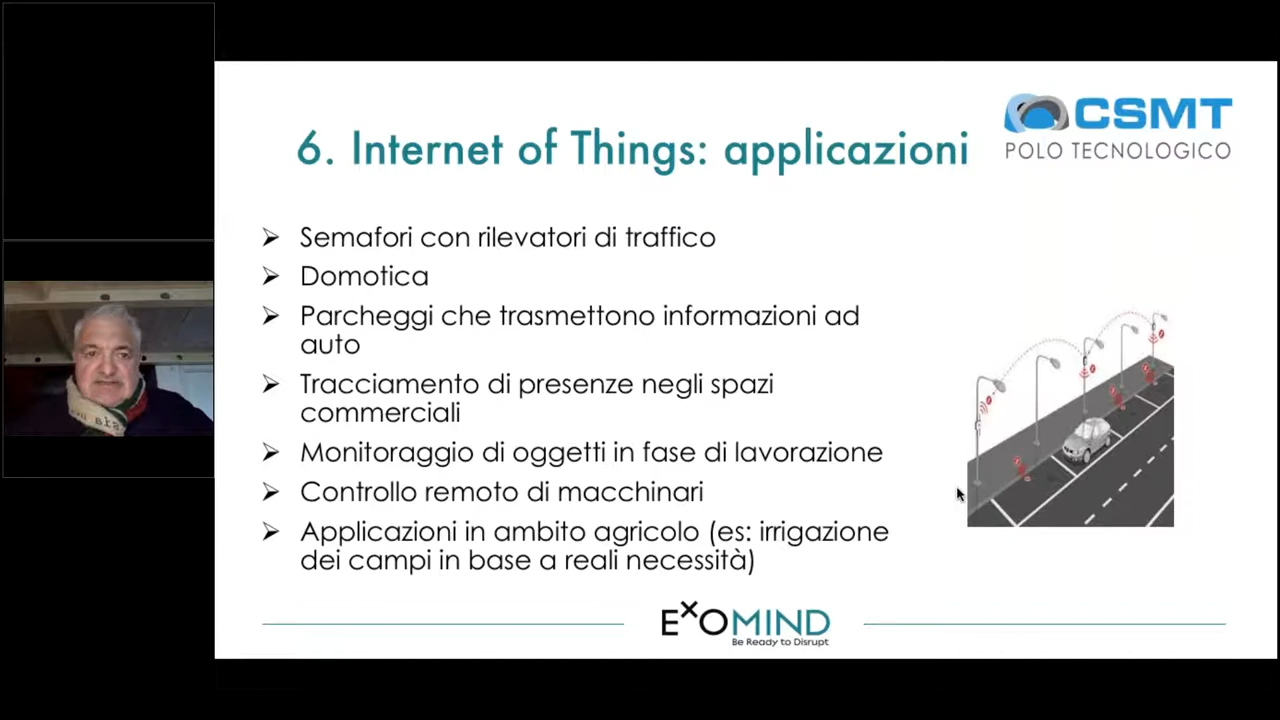 6. Internet of Things: applicazioni
CSMT
POLO TECNOLOGICO
➢ Semafori con rilevatori di traffico
➢ Domotica
➢ Parcheggi che trasmettono informazioni ad
auto
➢ Tracciamento di presenze negli spazi
commerciali
➢ Monitoraggio di oggetti in fase di lavorazione
➢ Controllo remoto di macchinari
➢ Applicazioni in ambito agricolo (es: irrigazione
dei campi in base a reali necessità)
EXOMIND
Be Ready to Disrupt